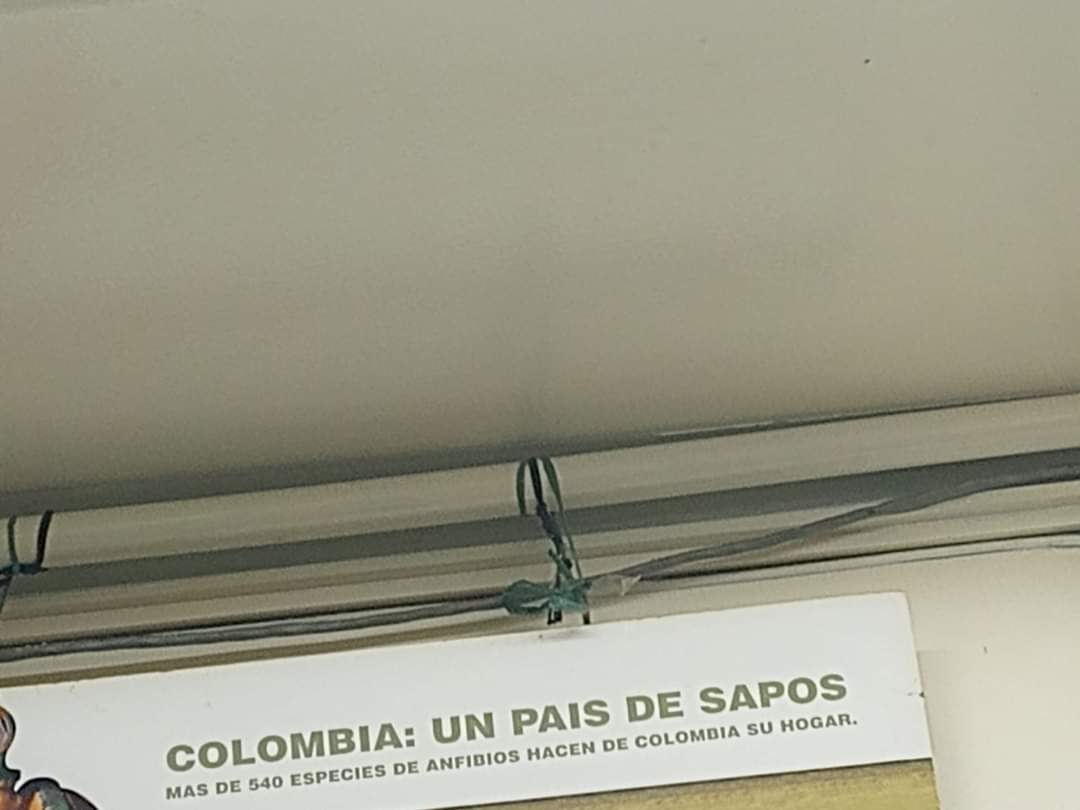 COLOMBIA: UN PAIS DE SAPOS
MAS DE 540 ESPECIES DE ANFIBIOS HACEN DE COLOMBIA SU HOGAR.